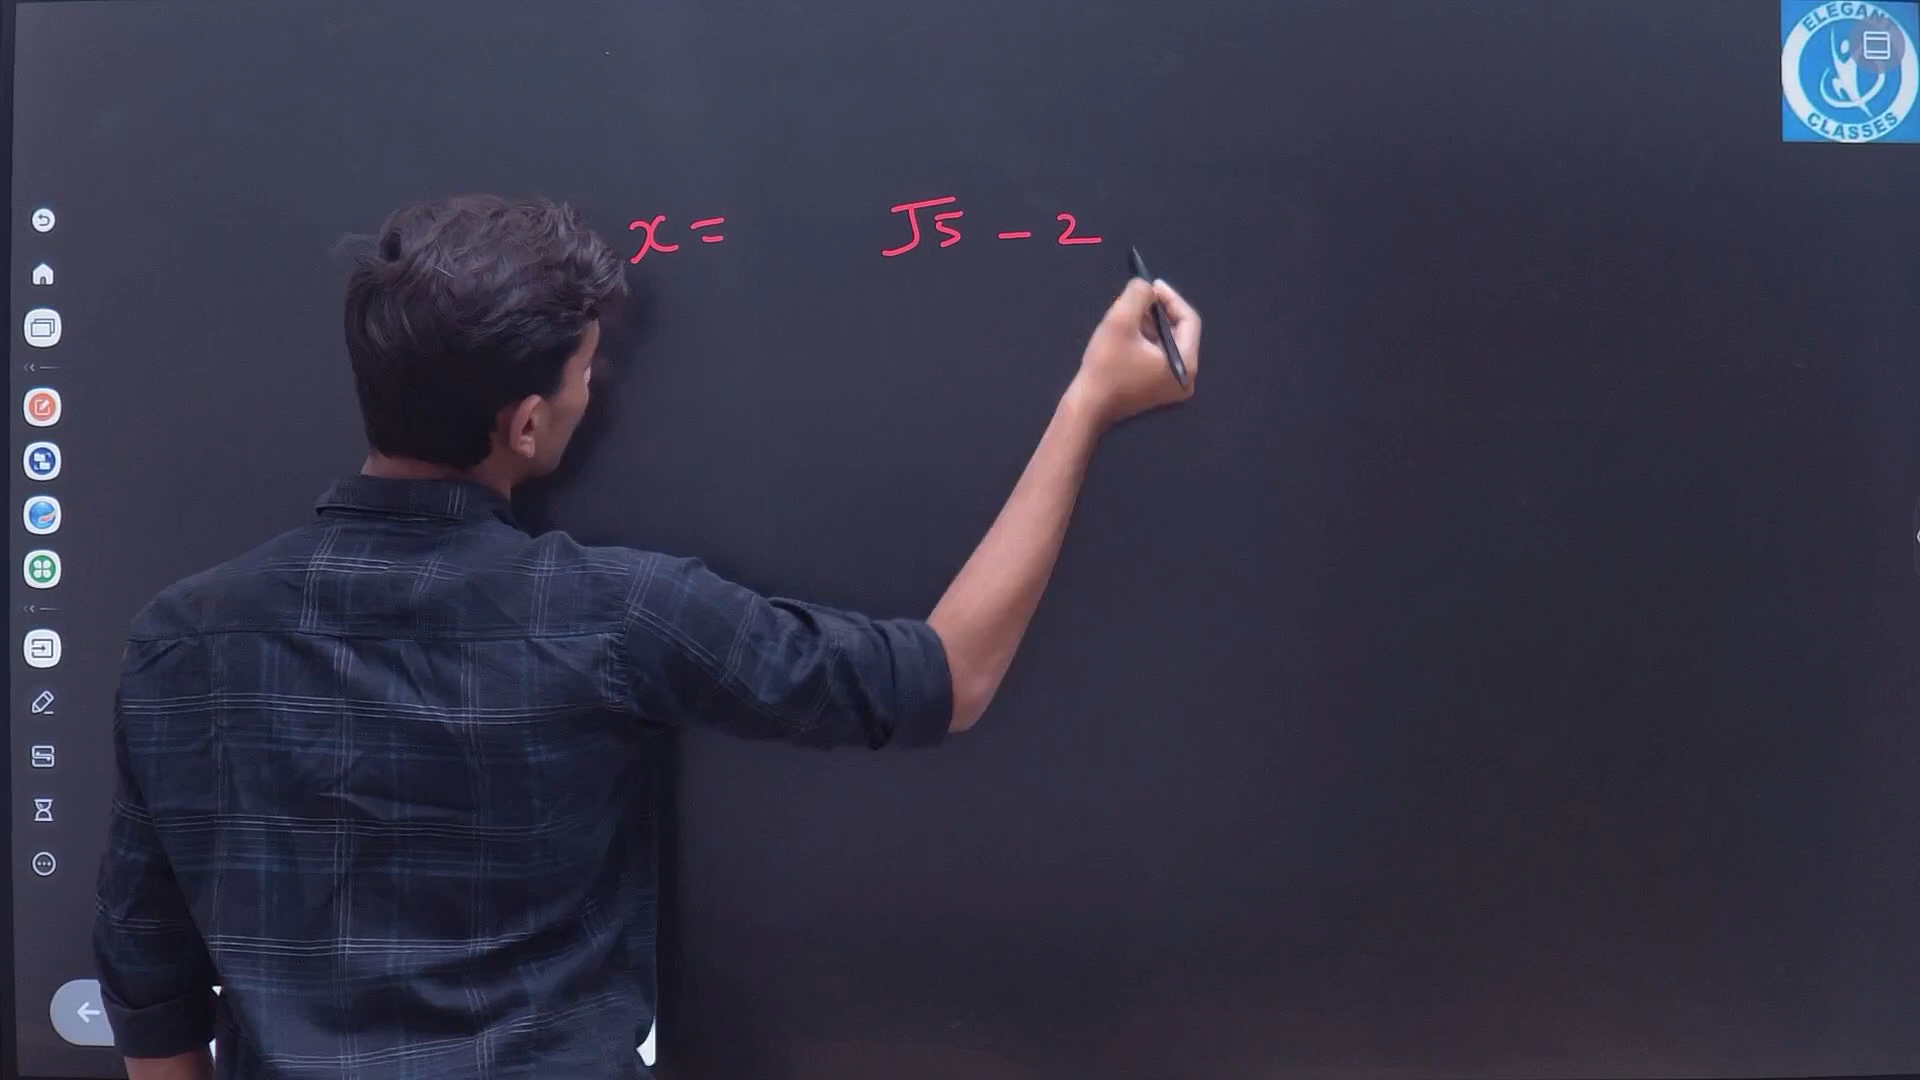 ELEGANT
CLASSES
x = √5 - 2